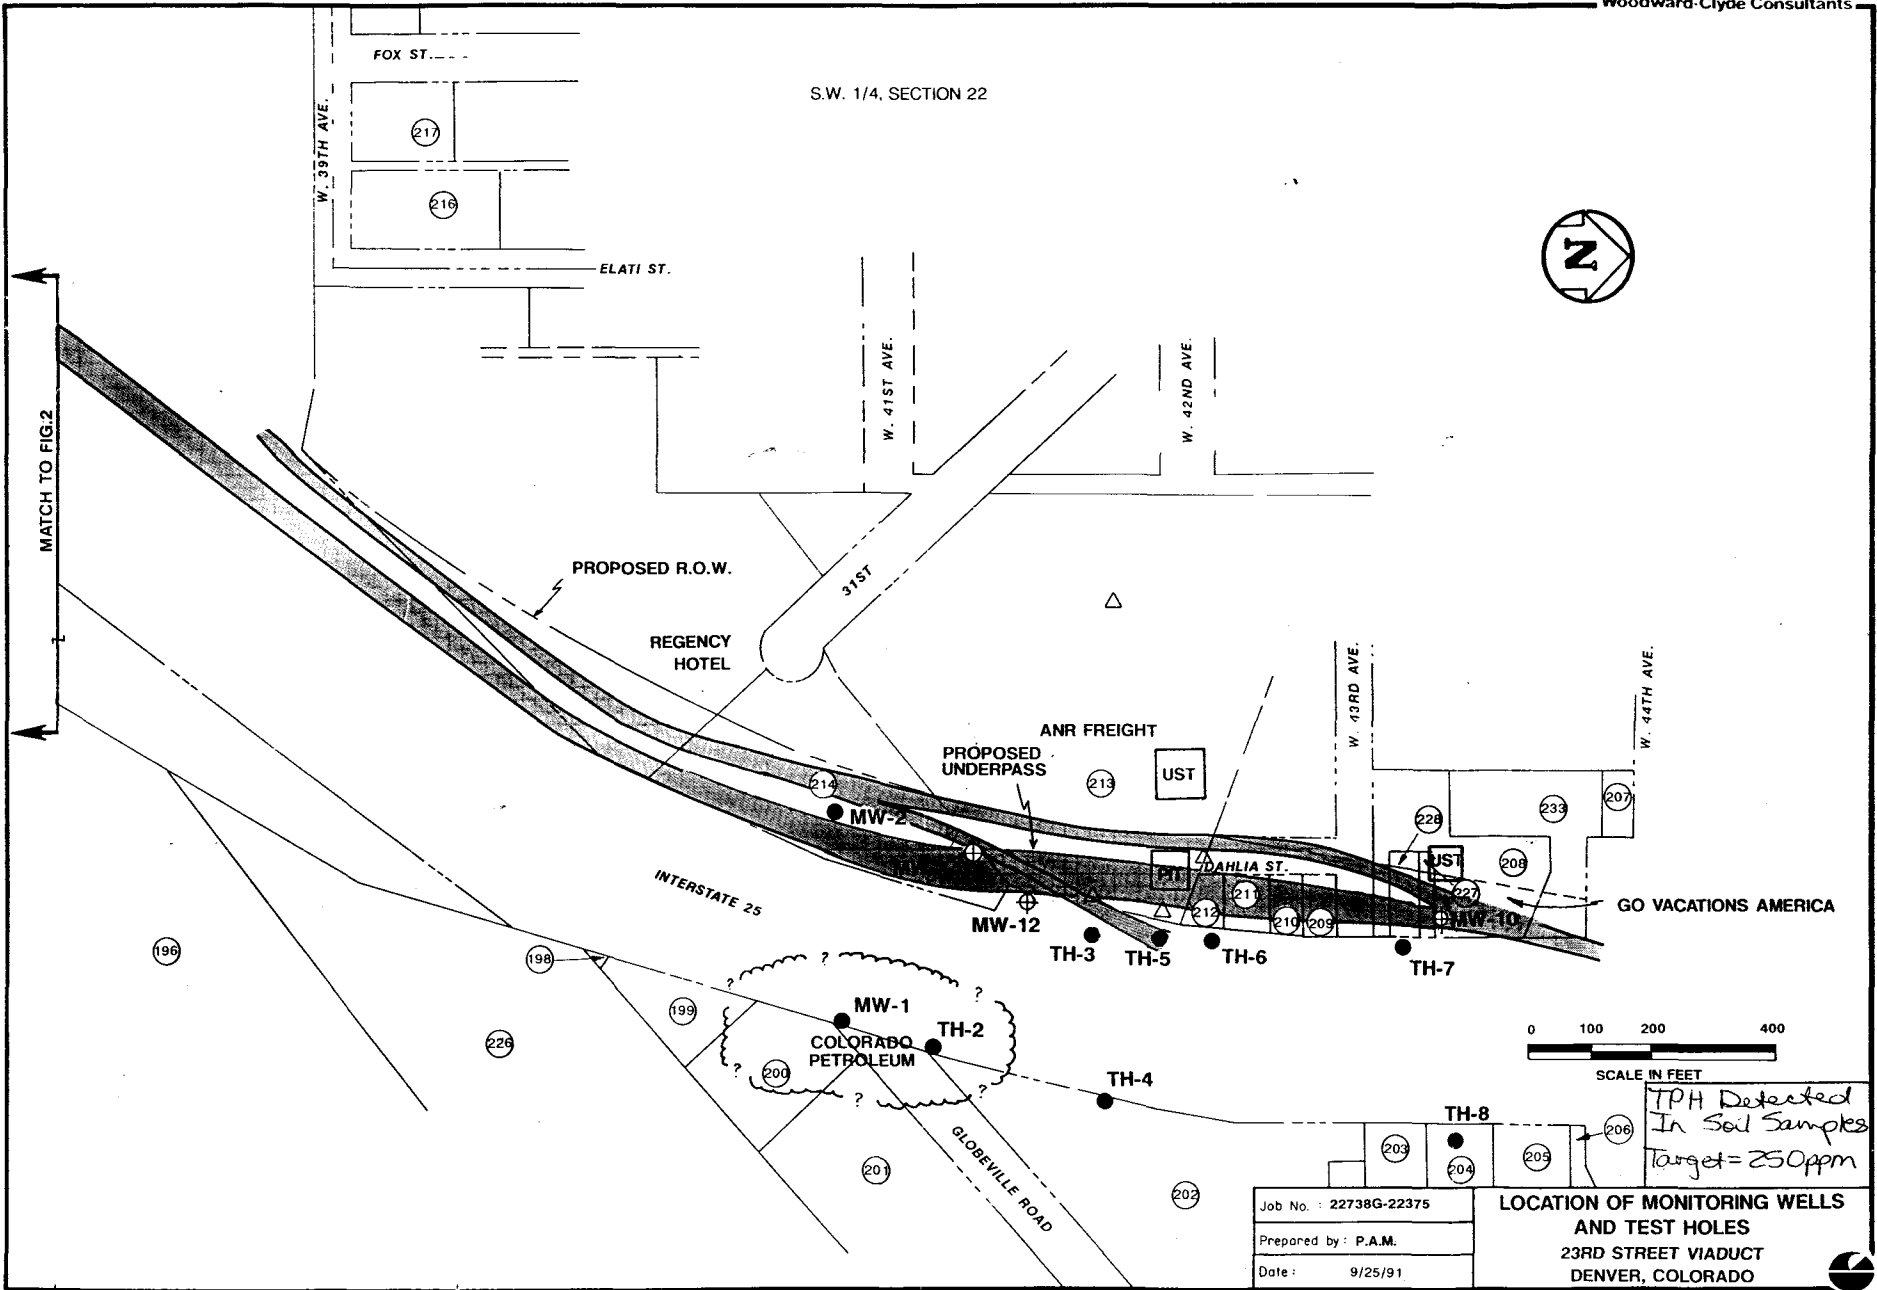 Woodward-Clyde Consultants
FOX ST.
S.W. 1/4, SECTION 22
W. 39TH AVE.
217
216
N
ELATI ST.
MATCH TO FIG.2
W. 41ST AVE.
W. 42ND AVE.
PROPOSED R.O.W.
31ST
REGENCY
HOTEL
W. 43RD AVE.
W. 44TH AVE.
ANR FREIGHT
PROPOSED
UNDERPASS
213
UST
214
MW-2
228
233
207
UST
208
PIT
DAHLIA ST.
227
211
212
210
209
MW-10
GO VACATIONS AMERICA
INTERSTATE 25
MW-12
TH-3
TH-5
TH-6
TH-7
196
198
199
226
?
?
?
?
?
?
MW-1
TH-2
COLORADO
PETROLEUM
200
TH-4
0 100 200 400
SCALE IN FEET
TPH Detected
In Soil Samples
Target = 250ppm
TH-8
203
204
205
206
201
202
GLOBEVILLE ROAD
Job No. : 22738G-22375
Prepared by : P.A.M.
Date : 9/25/91
LOCATION OF MONITORING WELLS
AND TEST HOLES
23RD STREET VIADUCT
DENVER, COLORADO